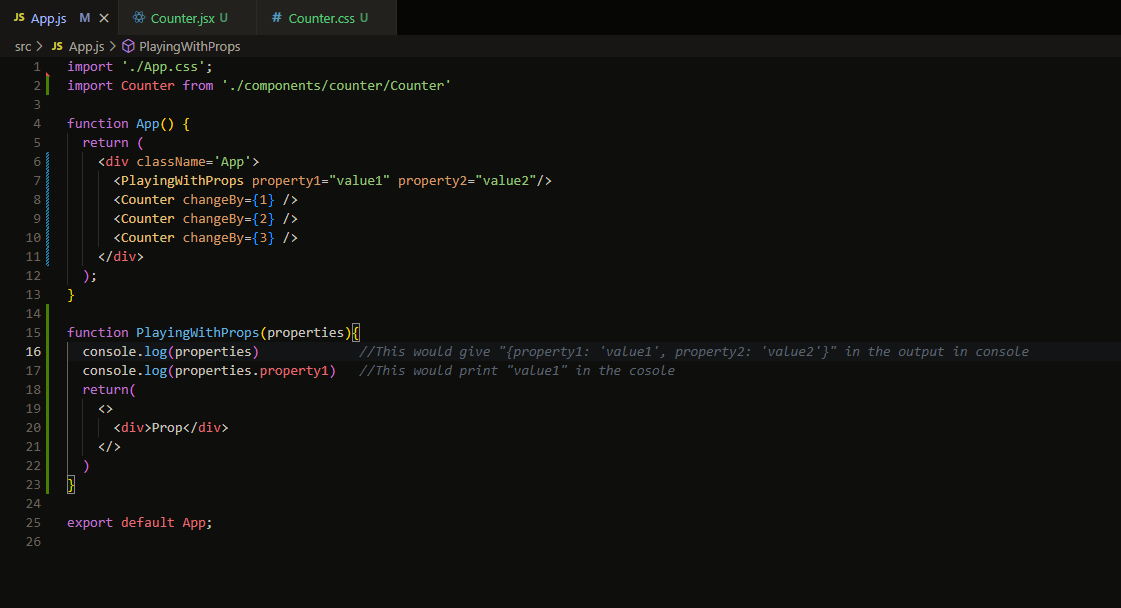 JS App.js M Counter.jsx U # Counter.css U
src > JS App.js > PlayingWithProps
1 import './App.css';
2 import Counter from './components/counter/Counter'
3
4 function App() {
5 return (
6 <div className='App'>
7 <PlayingWithProps property1="value1" property2="value2"/>
8 <Counter changeBy={1} />
9 <Counter changeBy={2} />
10 <Counter changeBy={3} />
11 </div>
12 );
13 }
14
15 function PlayingWithProps(properties){
16 console.log(properties) //This would give "{property1: 'value1', property2: 'value2'}" in the output in console
17 console.log(properties.property1) //This would print "value1" in the cosole
18 return(
19 <>
20 <div>Prop</div>
21 </>
22 )
23 }
24
25 export default App;
26